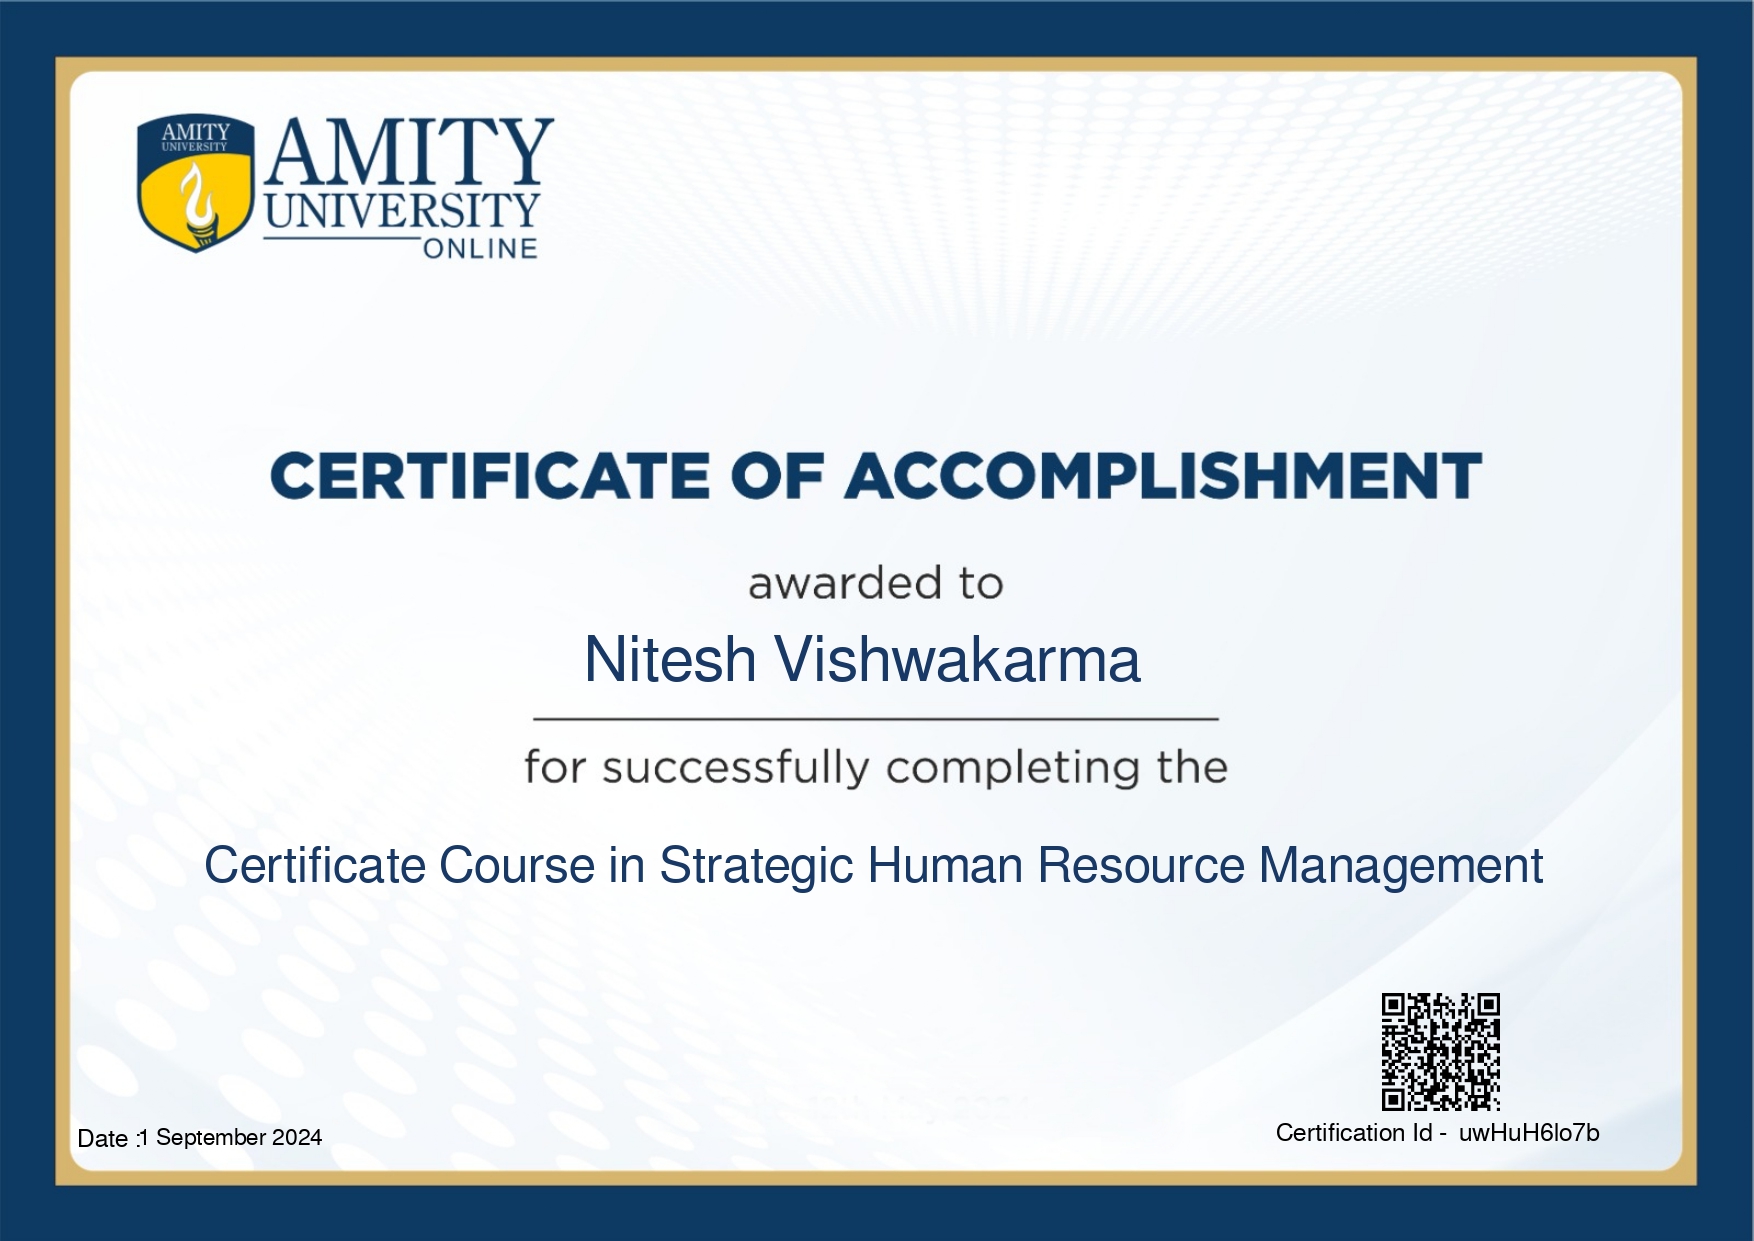 AMITY
UNIVERSITY
AMITY
UNIVERSITY
ONLINE
CERTIFICATE OF ACCOMPLISHMENT
awarded to
Nitesh Vishwakarma
for successfully completing the
Certificate Course in Strategic Human Resource Management
Date :1 September 2024
Certification Id - uwHuH6lo7b